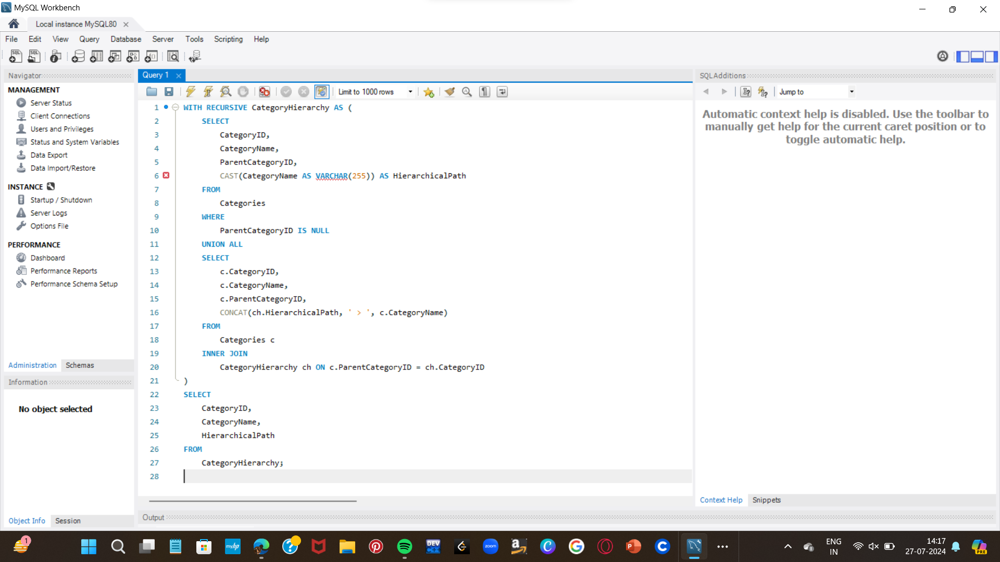 MySQL Workbench
Local instance MySQL80
File Edit View Query Database Server Tools Scripting Help
Navigator
MANAGEMENT
Server Status
Client Connections
Users and Privileges
Status and System Variables
Data Export
Data Import/Restore
INSTANCE
Startup / Shutdown
Server Logs
Options File
PERFORMANCE
Dashboard
Performance Reports
Performance Schema Setup
Administration Schemas
Information
No object selected
Object Info Session
Query 1
Limit to 1000 rows
1 WITH RECURSIVE CategoryHierarchy AS (
2 SELECT
3 CategoryID,
4 CategoryName,
5 ParentCategoryID,
6 CAST(CategoryName AS VARCHAR(255)) AS HierarchicalPath
7 FROM
8 Categories
9 WHERE
10 ParentCategoryID IS NULL
11 UNION ALL
12 SELECT
13 c.CategoryID,
14 c.CategoryName,
15 c.ParentCategoryID,
16 CONCAT(ch.HierarchicalPath, ' > ', c.CategoryName)
17 FROM
18 Categories c
19 INNER JOIN
20 CategoryHierarchy ch ON c.ParentCategoryID = ch.CategoryID
21 )
22 SELECT
23 CategoryID,
24 CategoryName,
25 HierarchicalPath
26 FROM
27 CategoryHierarchy;
28
Output
SQLAdditions
Jump to
Automatic context help is disabled. Use the toolbar to
manually get help for the current caret position or to
toggle automatic help.
Context Help Snippets
1
myhp
DEV
C++
zoom
ENG
IN
14:17
27-07-2024
PRE